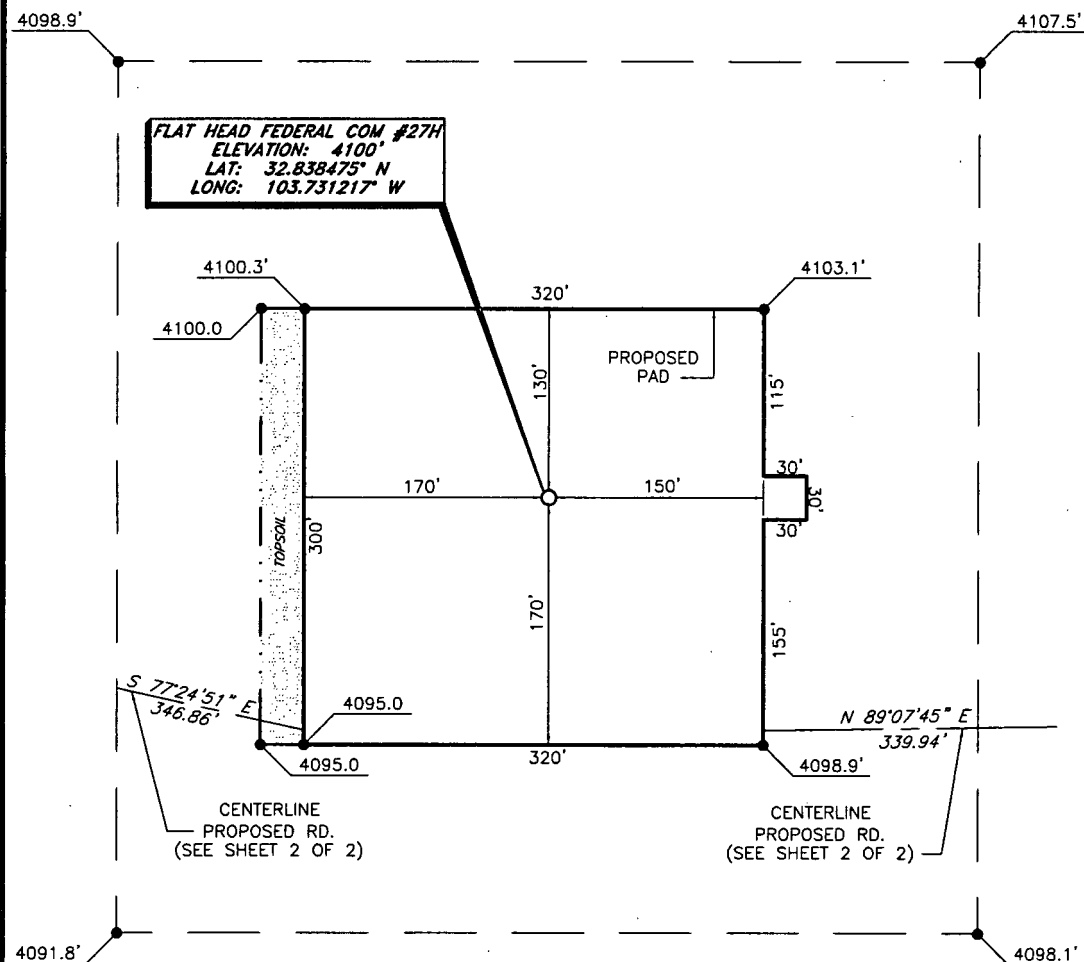 4098.9'
4107.5'
FLAT HEAD FEDERAL COM #27H
ELEVATION: 4100'
LAT: 32.838475° N
LONG: 103.731217° W
4100.3'
4103.1'
320'
4100.0
PROPOSED
PAD
130'
115'
30'
170'
150'
30'
30'
TOPSOIL
300'
170'
155'
S 77°24'51" E
346.86'
4095.0
N 89°07'45" E
339.94'
4095.0
320'
4098.9'
CENTERLINE
PROPOSED RD.
(SEE SHEET 2 OF 2)
CENTERLINE
PROPOSED RD.
(SEE SHEET 2 OF 2)
4091.8'
4098.1'